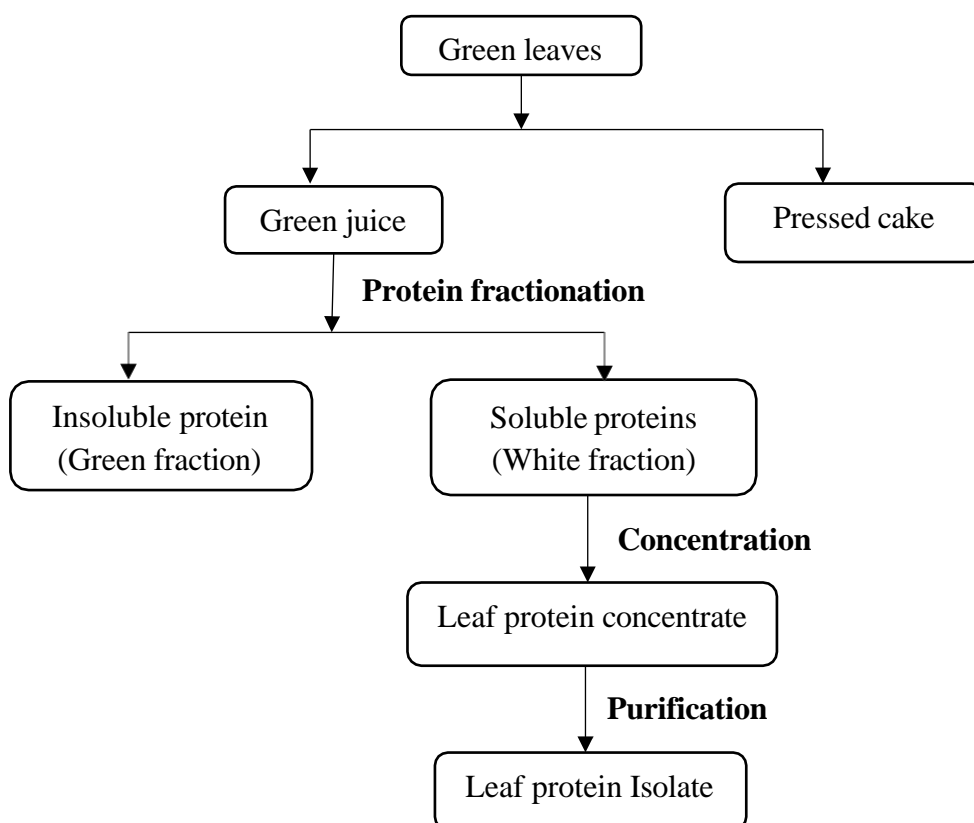 Green leaves
Green juice
Pressed cake
Protein fractionation
Insoluble protein
(Green fraction)
Soluble proteins
(White fraction)
Concentration
Leaf protein concentrate
Purification
Leaf protein Isolate